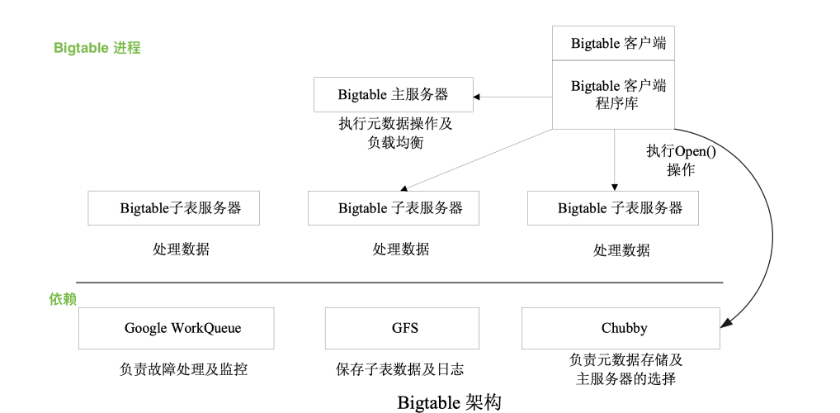 Bigtable 进程
Bigtable 客户端
Bigtable 客户端
程序库
Bigtable 主服务器
执行元数据操作及
负载均衡
执行Open()
操作
Bigtable子表服务器
Bigtable 子表服务器
Bigtable 子表服务器
处理数据
处理数据
处理数据
依赖
Google WorkQueue
GFS
Chubby
负责故障处理及监控
保存子表数据及日志
负责元数据存储及
主服务器的选择
Bigtable 架构